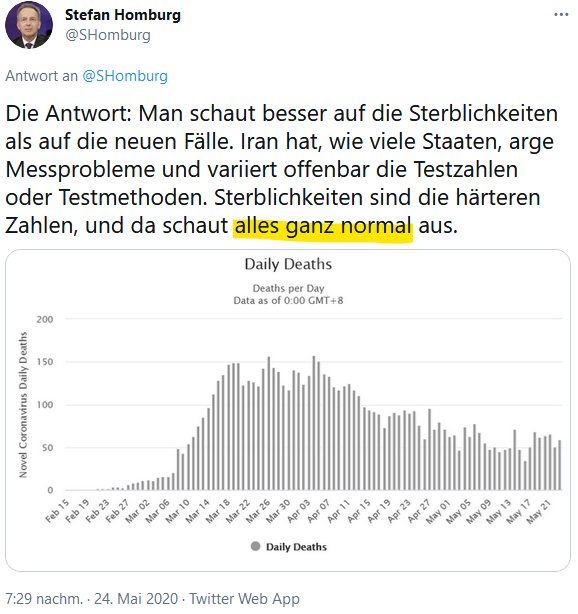 Stefan Homburg
@SHomburg
Antwort an @SHomburg
Die Antwort: Man schaut besser auf die Sterblichkeiten
als auf die neuen Fälle. Iran hat, wie viele Staaten, arge
Messprobleme und variiert offenbar die Testzahlen
oder Testmethoden. Sterblichkeiten sind die härteren
Zahlen, und da schaut alles ganz normal aus.
Daily Deaths
Deaths per Day
Data as of 0:00 GMT+8
Novel Coronavirus Daily Deaths
200
150
100
50
0
Feb 15
Feb 19
Feb 23
Feb 27
Mar 02
Mar 06
Mar 10
Mar 14
Mar 18
Mar 22
Mar 26
Mar 30
Apr 03
Apr 07
Apr 11
Apr 15
Apr 19
Apr 23
Apr 27
May 01
May 05
May 09
May 13
May 17
May 21
Daily Deaths
7:29 nachm. · 24. Mai 2020 · Twitter Web App